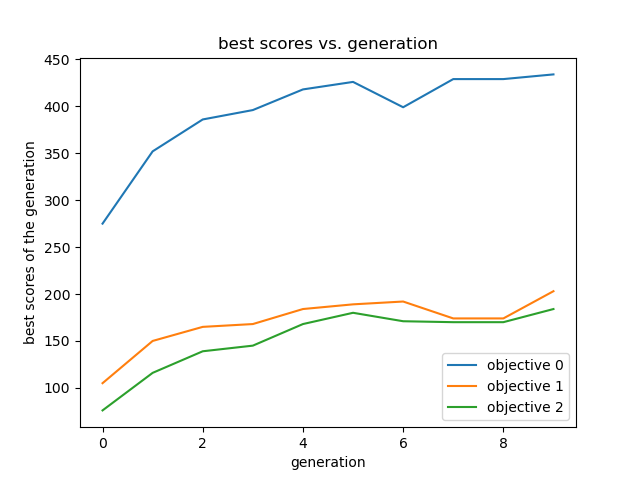 best scores vs. generation
best scores of the generation
450
400
350
300
250
200
150
100
0
2
4
6
8
generation
objective 0
objective 1
objective 2